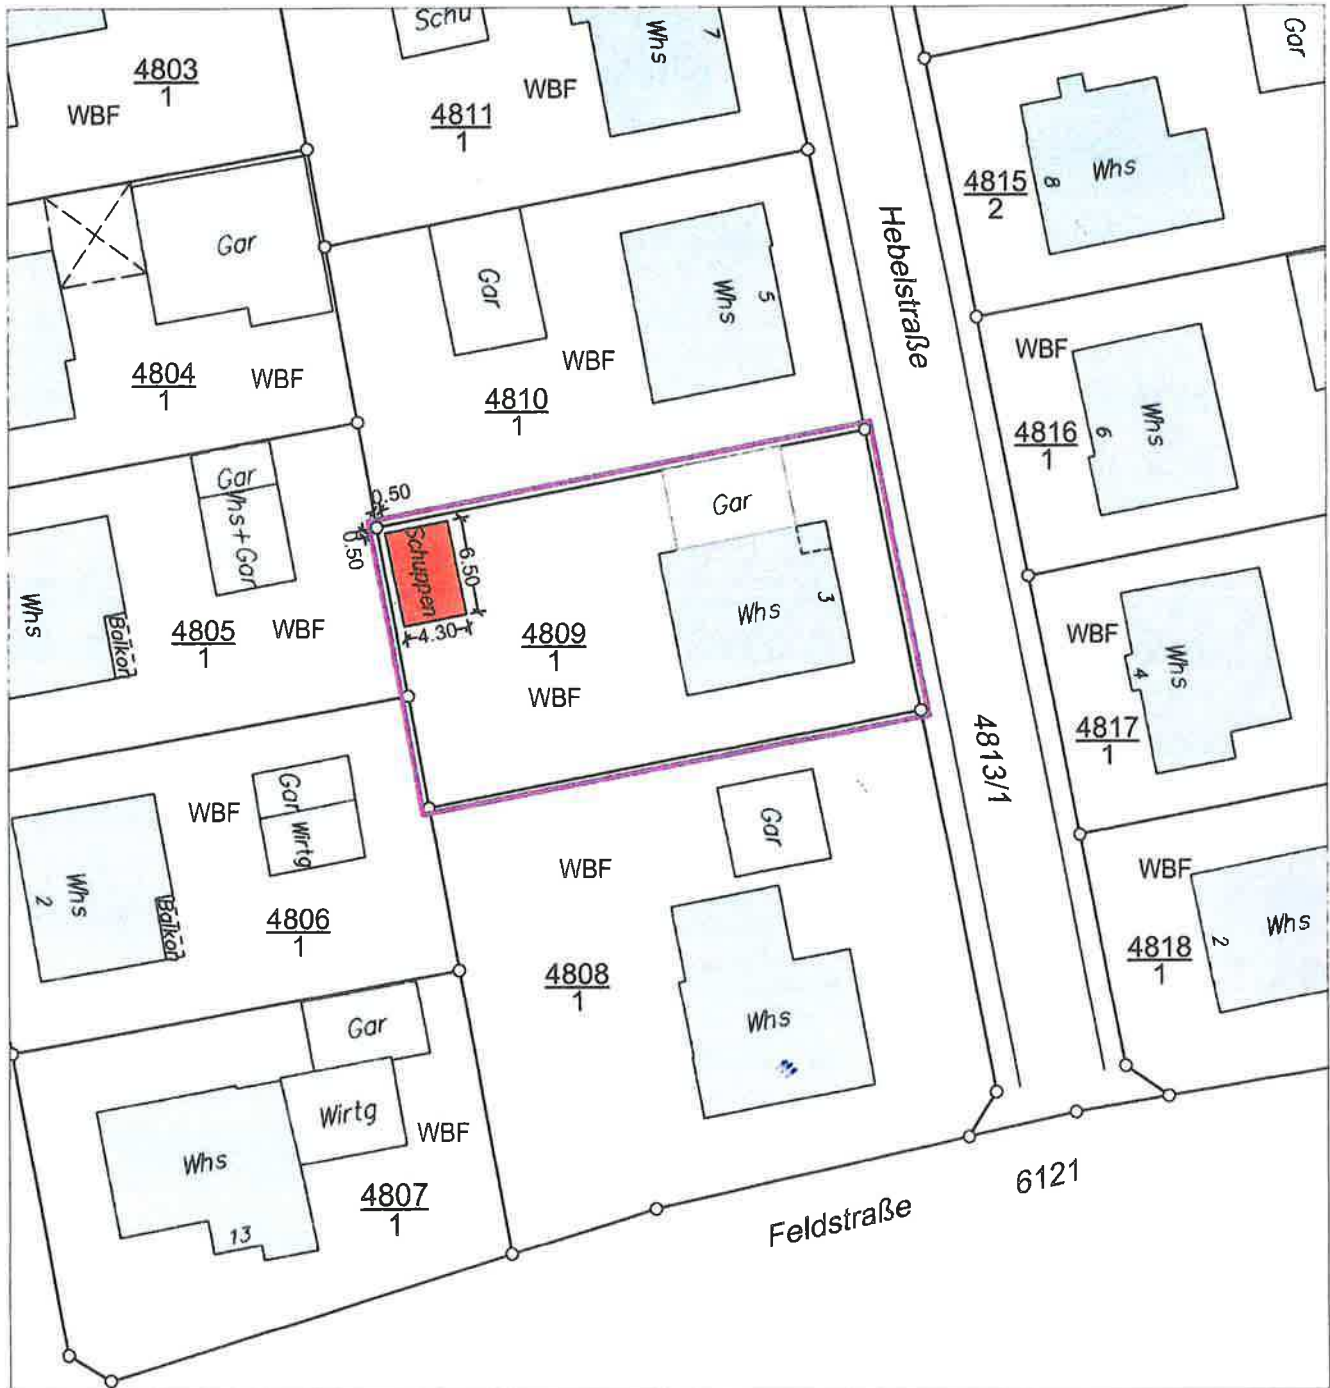 Schu
Whs
7
Gar
4803
1
WBF
WBF
4811
1
Whs
8
4815
2
Gar
Gar
Whs
5
Hebelstraße
WBF
WBF
4804
1
WBF
4810
1
Whs
6
4816
1
Gar
Whs+Gar
0.50
0.50
Schuppen
6.50
4.30
Gar
Whs
3
4809
1
WBF
Whs
Balkon
4805
1
WBF
WBF
Whs
4
4817
1
4813/1
Gar
Wirtg
WBF
Whs
2
Balkon
4806
1
Gar
WBF
4808
1
Whs
WBF
Whs
2
4818
1
Gar
Wirtg
WBF
Whs
13
4807
1
Feldstraße
6121